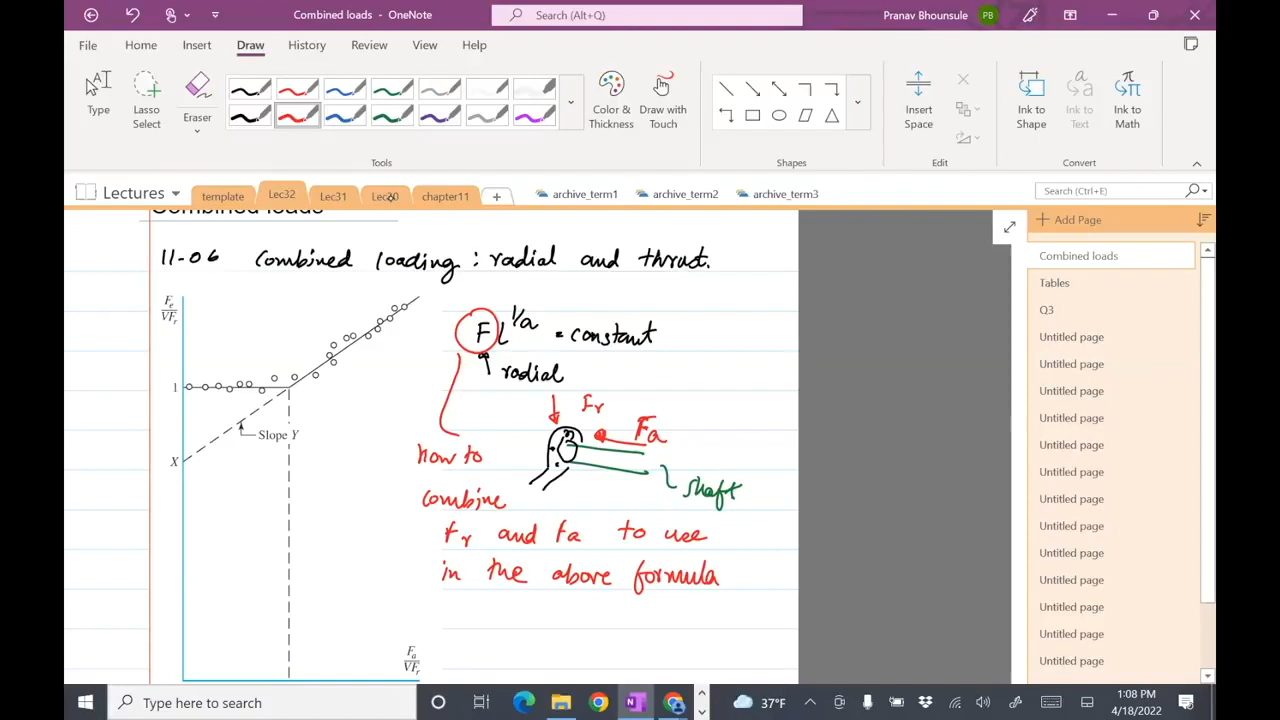 Combined loads - OneNote
Search (Alt+Q)
Pranav Bhounsule
PB
File
Home
Insert
Draw
History
Review
View
Help
Type
Lasso
Select
Eraser
Color &
Thickness
Draw with
Touch
Insert
Space
Ink to
Shape
Ink to
Text
Ink to
Math
Tools
Shapes
Edit
Convert
Lectures
template
Lec32
Lec31
Lec30
chapter11
archive_term1
archive_term2
archive_term3
Search (Ctrl+E)
Combined loads
11-06 Combined loading : radial and thrust.
Fe
VFr
1
X
Slope Y
Fa
VFr
F L^1/a = constant
radial
Fr
Fa
shaft
how to
combine
Fr and Fa to use
in the above formula
Add Page
Combined loads
Tables
Q3
Untitled page
Untitled page
Untitled page
Untitled page
Untitled page
Untitled page
Untitled page
Untitled page
Untitled page
Untitled page
Untitled page
Untitled page
Untitled page
Type here to search
37°F
1:08 PM
4/18/2022